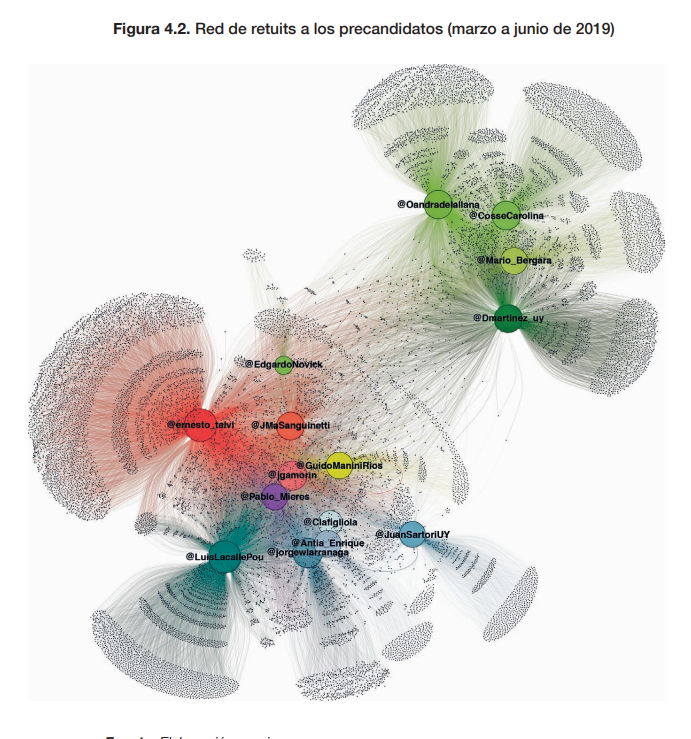 Figura 4.2. Red de retuits a los precandidatos (marzo a junio de 2019)
@Oandradelallana
@CosseCarolina
@Mario_Bergara
@Dmartinez_uy
@EdgardoNovick
@ernesto_talvi
@JMaSanguinetti
@GuidoManiniRios
@jgamorin
@Pablo_Mieres
@Clafigliola
@JuanSartoriUY
@Antia_Enrique
@jorgewlarranaga
@LuisLacallePou